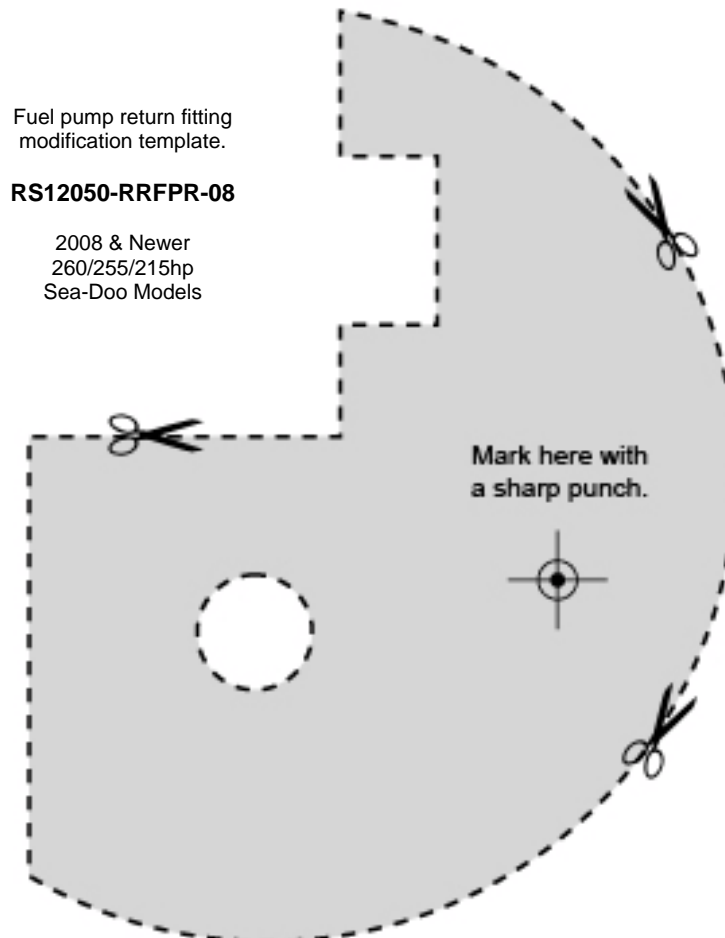 Fuel pump return fitting
modification template.
RS12050-RRFPR-08
2008 & Newer
260/255/215hp
Sea-Doo Models
Mark here with
a sharp punch.